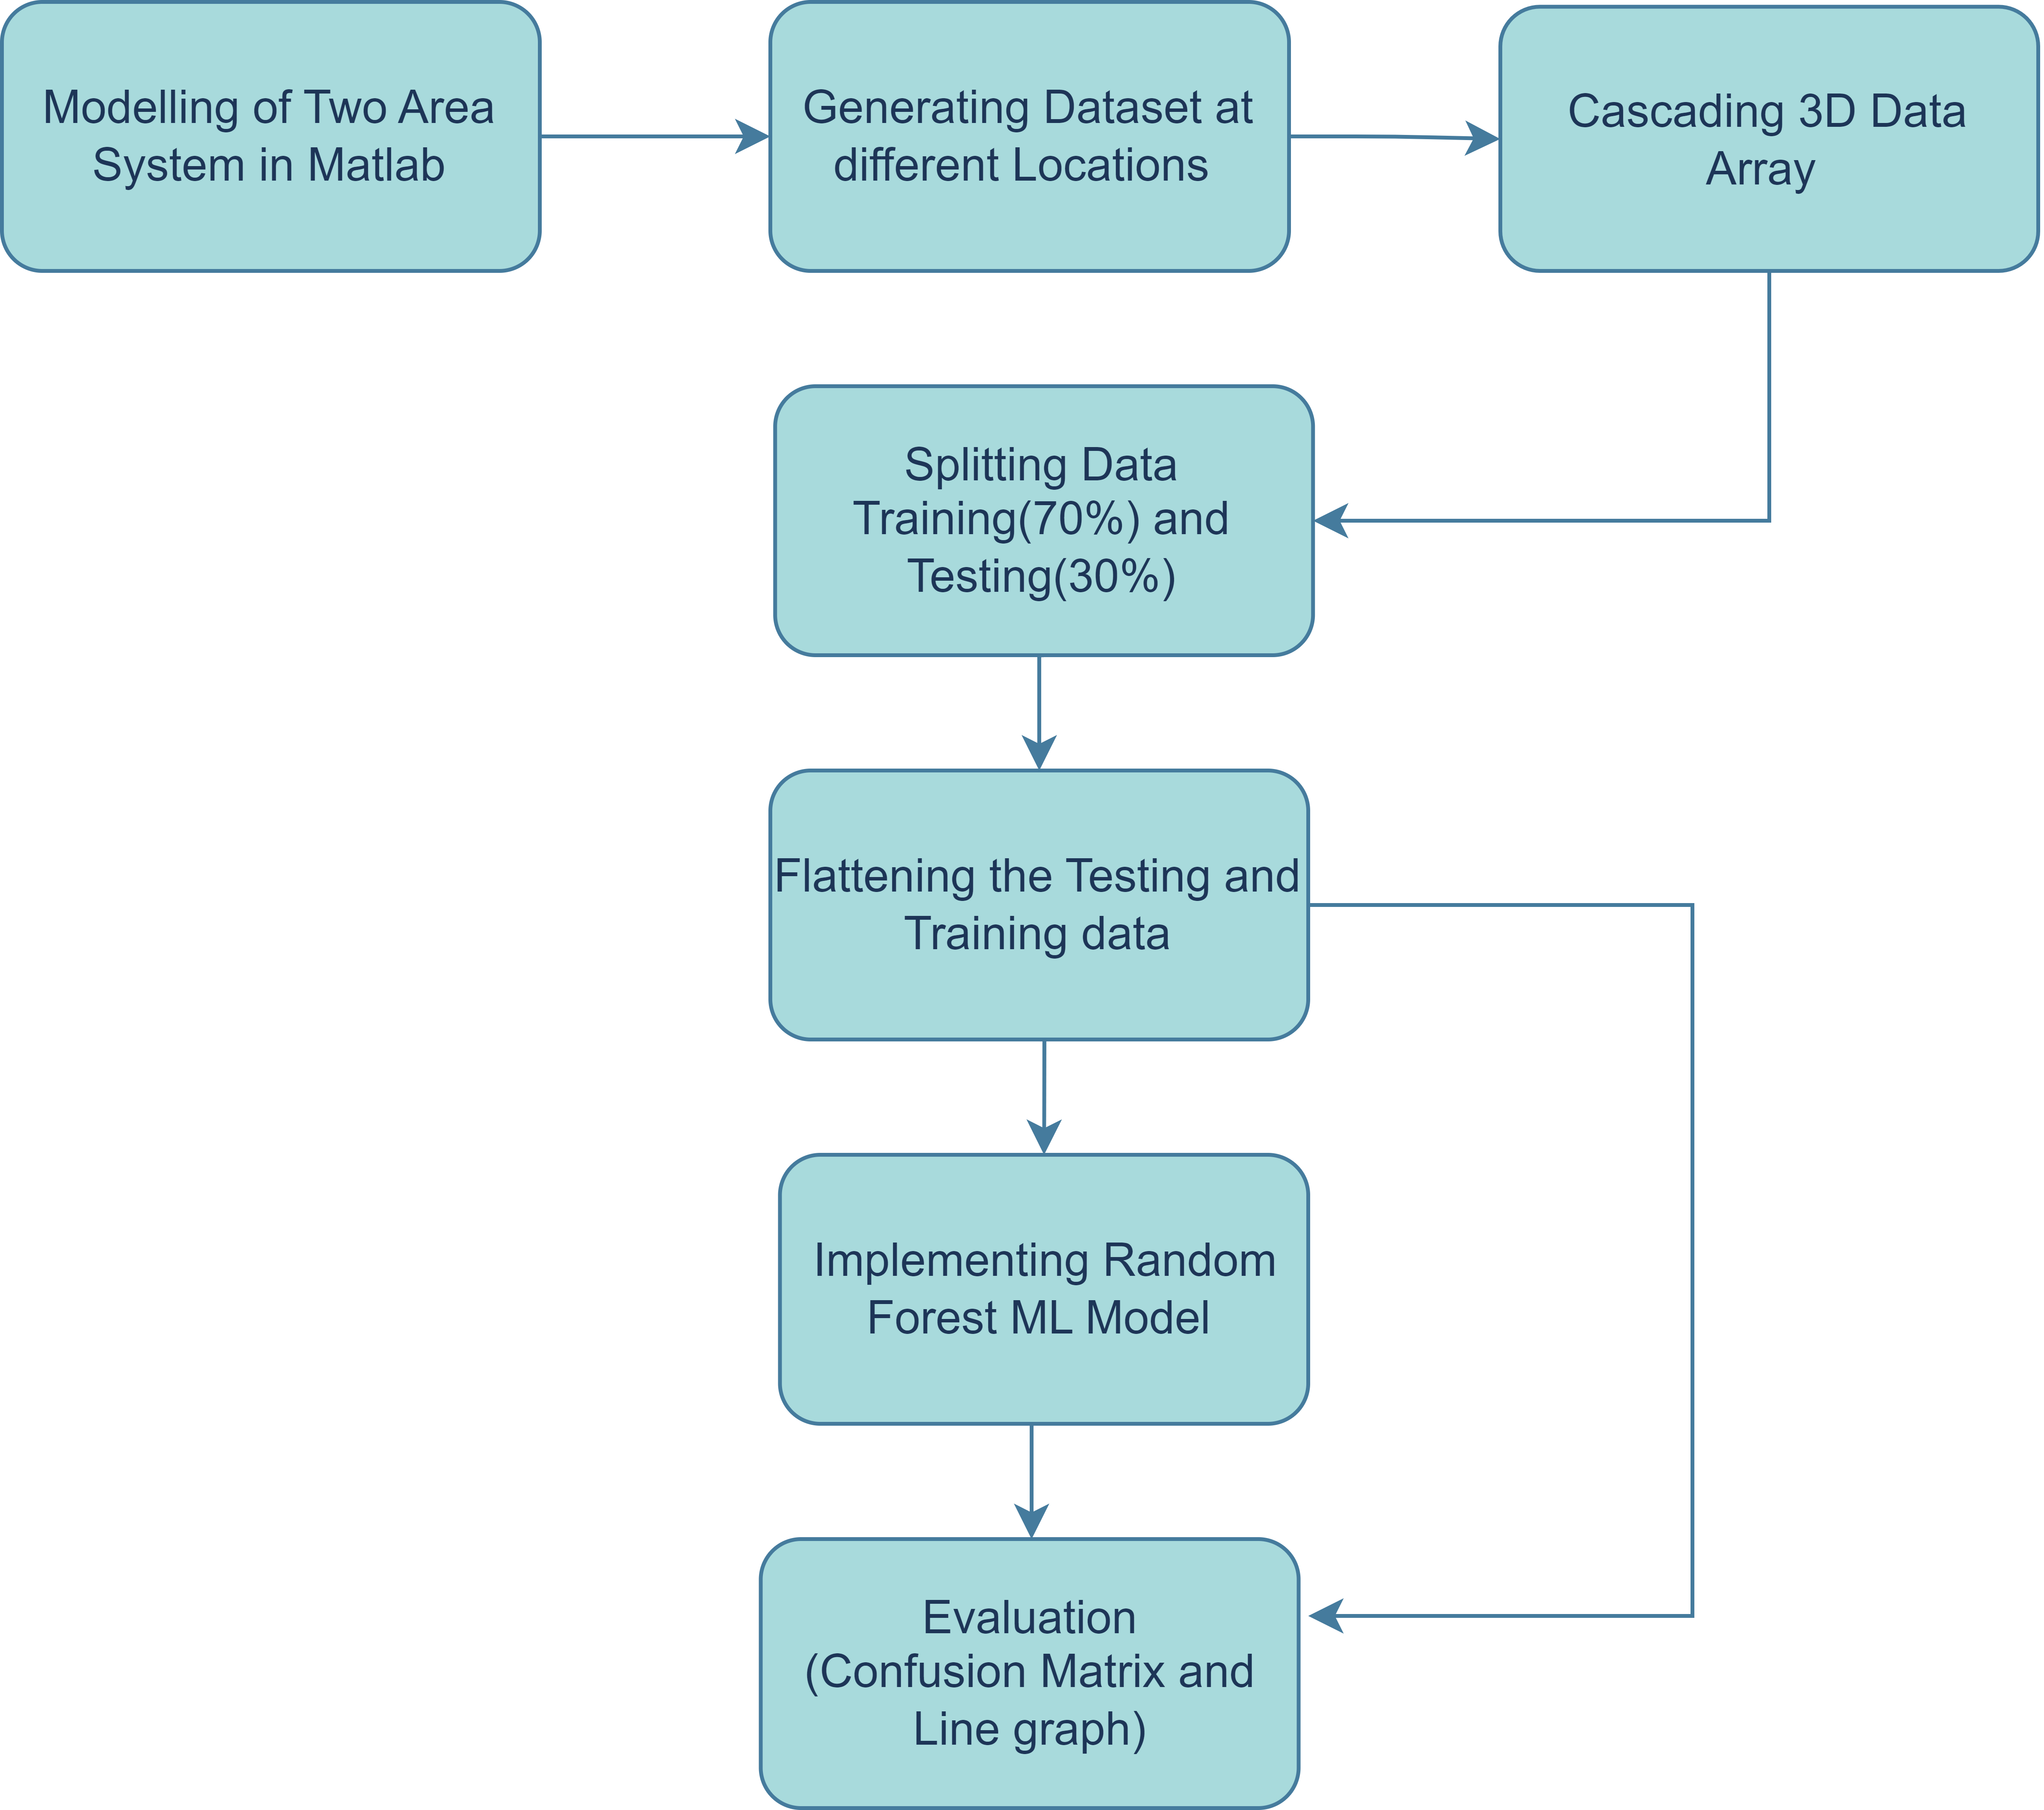 Modelling of Two Area
System in Matlab
Generating Dataset at
different Locations
Cascading 3D Data
Array
Splitting Data
Training(70%) and
Testing(30%)
Flattening the Testing and
Training data
Implementing Random
Forest ML Model
Evaluation
(Confusion Matrix and
Line graph)